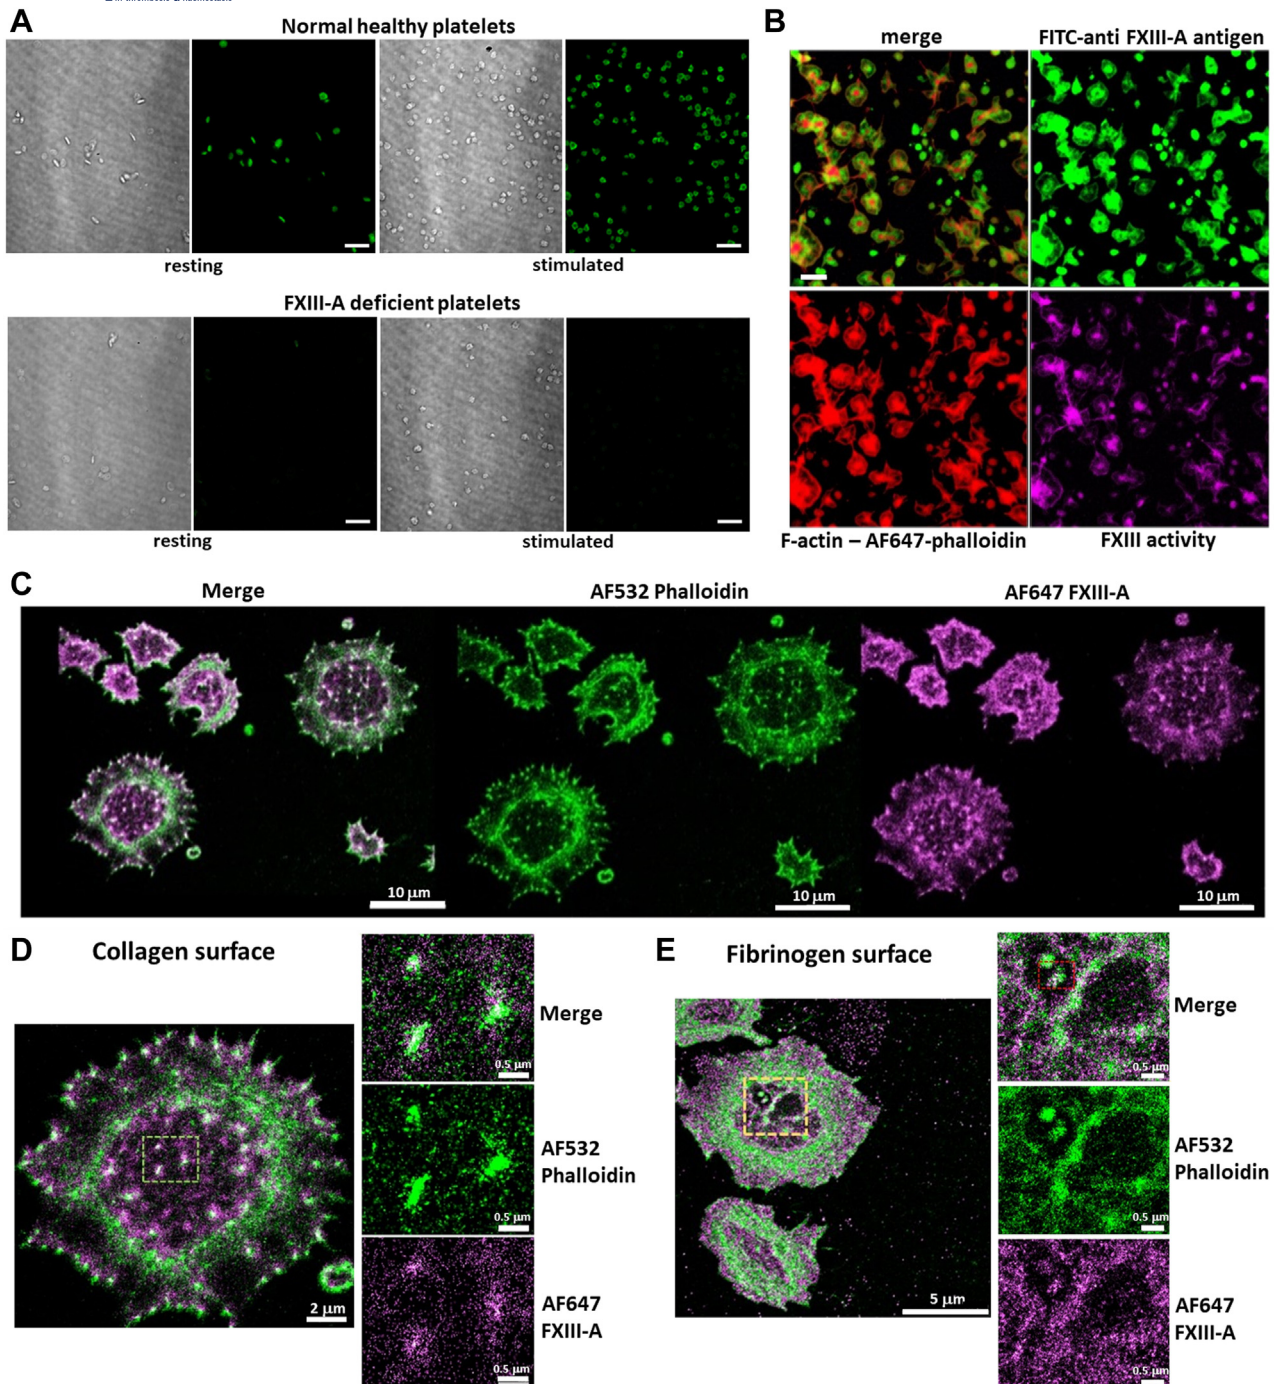 in thrombosis & haemostasis
A
Normal healthy platelets
resting
stimulated
FXIII-A deficient platelets
resting
stimulated
B
merge
FITC-anti FXIII-A antigen
F-actin – AF647-phalloidin
FXIII activity
C
Merge
AF532 Phalloidin
AF647 FXIII-A
10 µm
10 µm
10 µm
D
Collagen surface
2 µm
Merge
0.5 µm
AF532
Phalloidin
0.5 µm
AF647
FXIII-A
0.5 µm
E
Fibrinogen surface
5 µm
Merge
0.5 µm
AF532
Phalloidin
0.5 µm
AF647
FXIII-A
0.5 µm